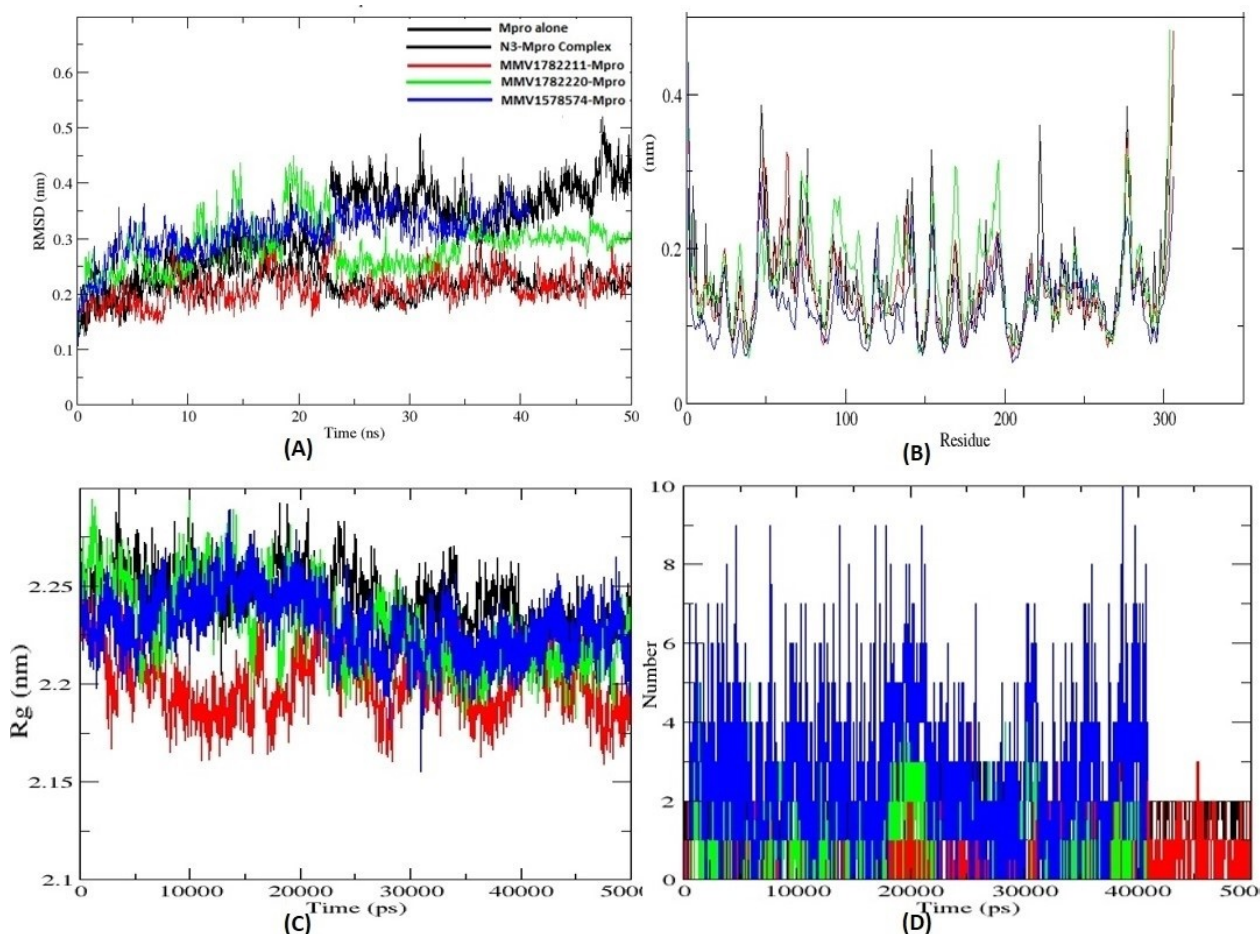 Mpro alone
N3-Mpro Complex
MMV1782211-Mpro
MMV1782220-Mpro
MMV1578574-Mpro
RMSD (nm)
0.6
0.5
0.4
0.3
0.2
0.1
0
0 10 20 30 40 50
Time (ns)
(A)
(nm)
0.4
0.2
0
0 100 200 300
Residue
(B)
Rg (nm)
2.25
2.2
2.15
2.1
0 10000 20000 30000 40000 5000
Time (ps)
(C)
Number
10
8
6
4
2
0
0 10000 20000 30000 40000 5000
Time (ps)
(D)